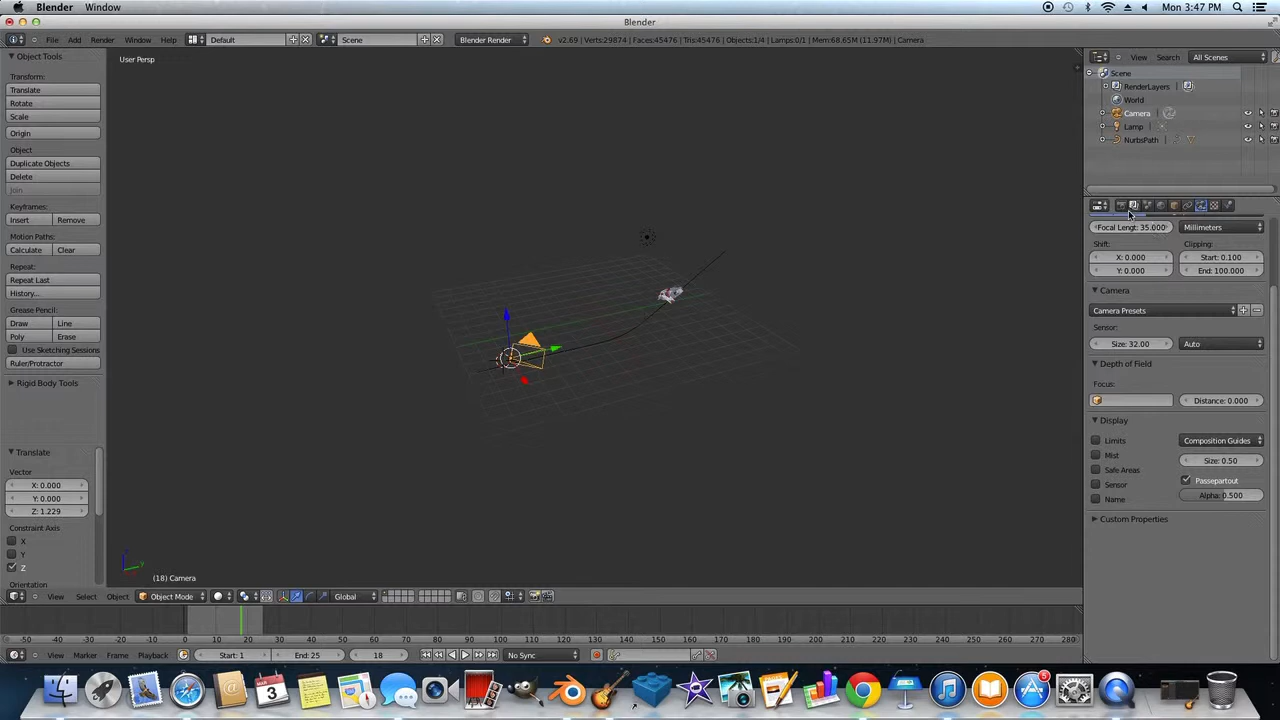 Blender Window Mon 3:47 PM
Blender
File Add Render Window Help Default Scene Blender Render v2.69 | Verts:29874 | Faces:45476 | Tris:45476 | Objects:1/4 | Lamps:0/1 | Mem:68.65M (11.97M) | Camera
Object Tools
User Persp
View Search All Scenes
Transform:
Translate
Rotate
Scale
Origin
Object
Duplicate Objects
Delete
Join
Keyframes:
Insert Remove
Motion Paths:
Calculate Clear
Repeat:
Repeat Last
History...
Grease Pencil:
Draw Line
Poly Erase
Use Sketching Sessions
Ruler/Protractor
Rigid Body Tools
Translate
Vector
X: 0.000
Y: 0.000
Z: 1.229
Constraint Axis
X
Y
Z
Orientation
Scene
RenderLayers
World
Camera
Lamp
NurbsPath
Focal Lengt: 35.000 Millimeters
Shift: Clipping:
X: 0.000 Start: 0.100
Y: 0.000 End: 100.000
Camera
Camera Presets
Sensor:
Size: 32.00 Auto
Depth of Field
Focus:
Distance: 0.000
Display
Limits Composition Guides
Mist Size: 0.50
Safe Areas
Sensor Passepartout
Name Alpha: 0.500
Custom Properties
(18) Camera
View Select Object Object Mode Global
-50 -40 -30 -20 -10 0 10 20 30 40 50 60 70 80 90 100 110 120 130 140 150 160 170 180 190 200 210 220 230 240 250 260 270 280
View Marker Frame Playback Start: 1 End: 25 18 No Sync
MON
3
5